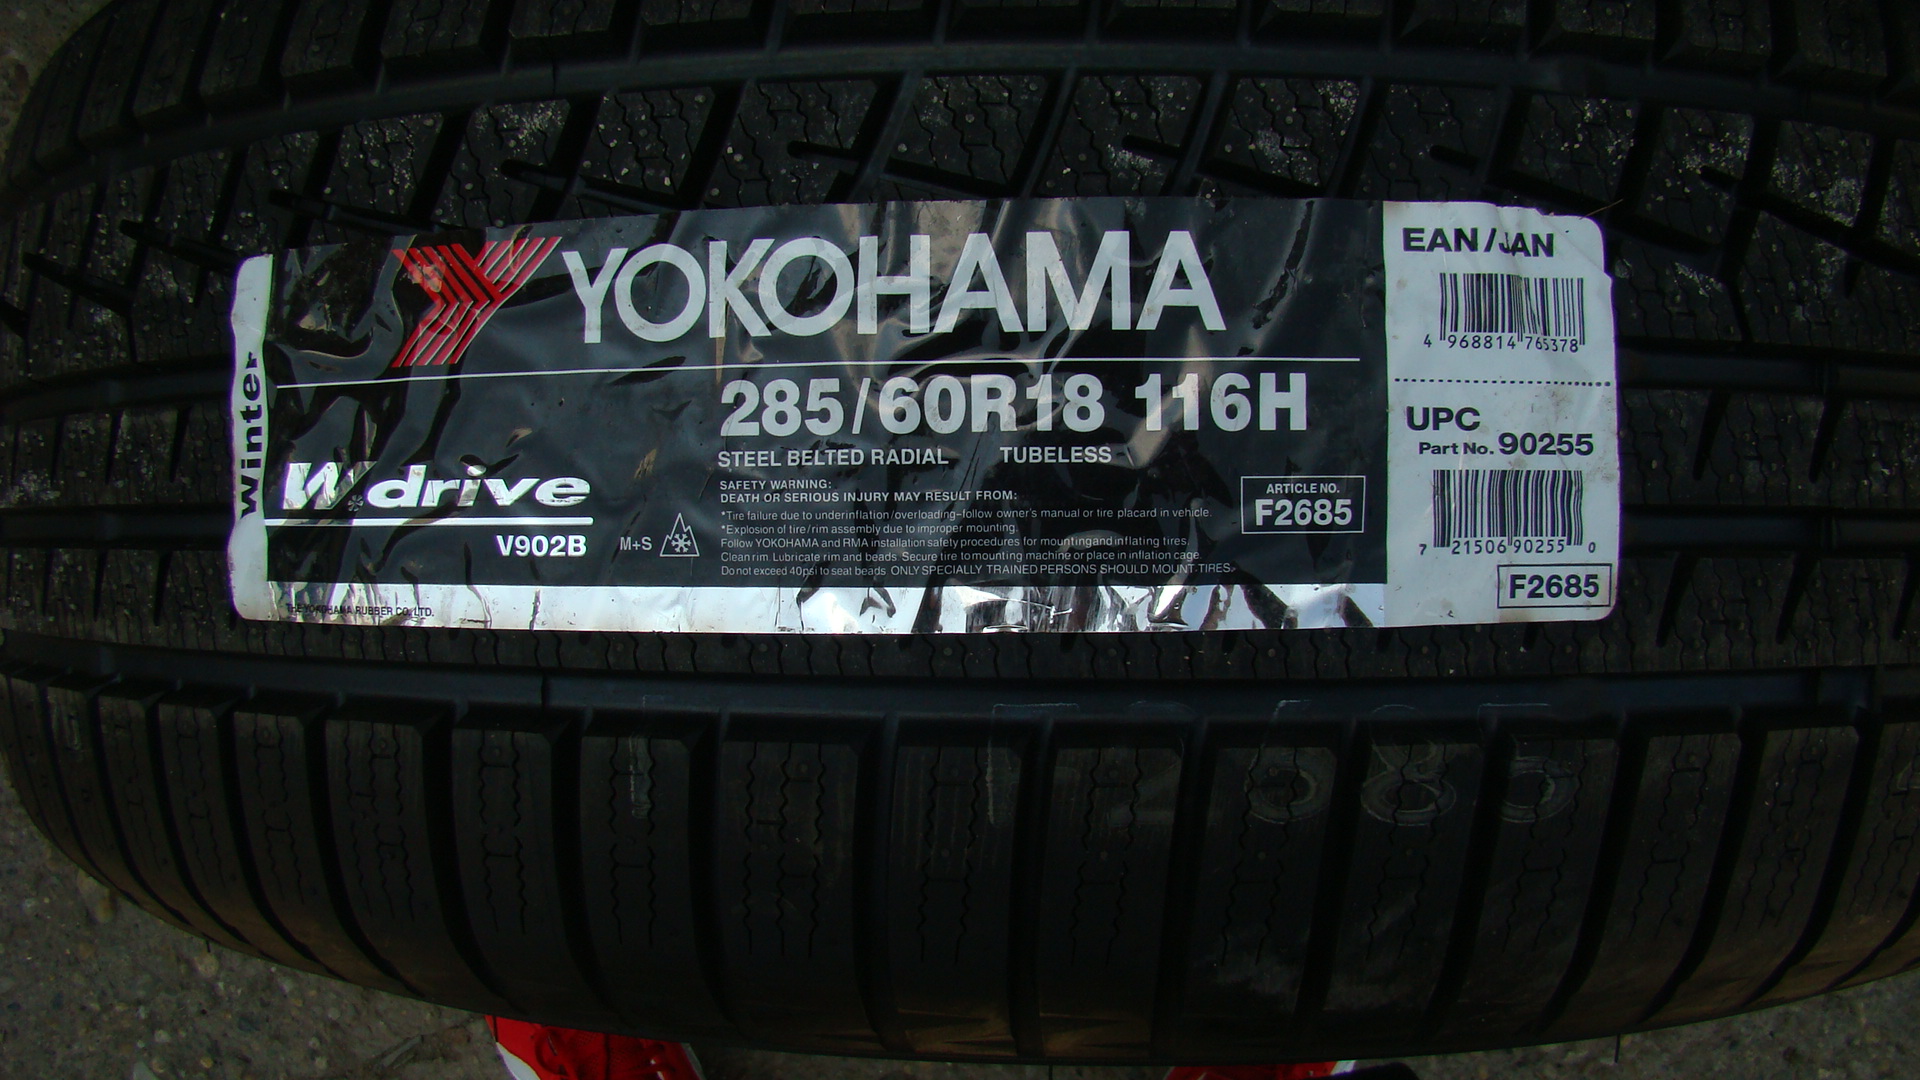 Winter
YOKOHAMA
285/60R18 116H
STEEL BELTED RADIAL TUBELESS
W.drive
V902B
M+S
SAFETY WARNING:
DEATH OR SERIOUS INJURY MAY RESULT FROM:
*Tire failure due to underinflation/overloading-follow owner's manual or tire placard in vehicle.
*Explosion of tire/rim assembly due to improper mounting.
Follow YOKOHAMA and RMA installation safety procedures for mounting and inflating tires.
Clean rim. Lubricate rim and beads. Secure tire to mounting machine or place in inflation cage.
Do not exceed 40psi to seat beads. ONLY SPECIALLY TRAINED PERSONS SHOULD MOUNT TIRES.
ARTICLE NO.
F2685
THE YOKOHAMA RUBBER CO., LTD.
EAN/JAN
4 968814 765378
UPC
Part No. 90255
7 21506 90255 0
F2685
F2685